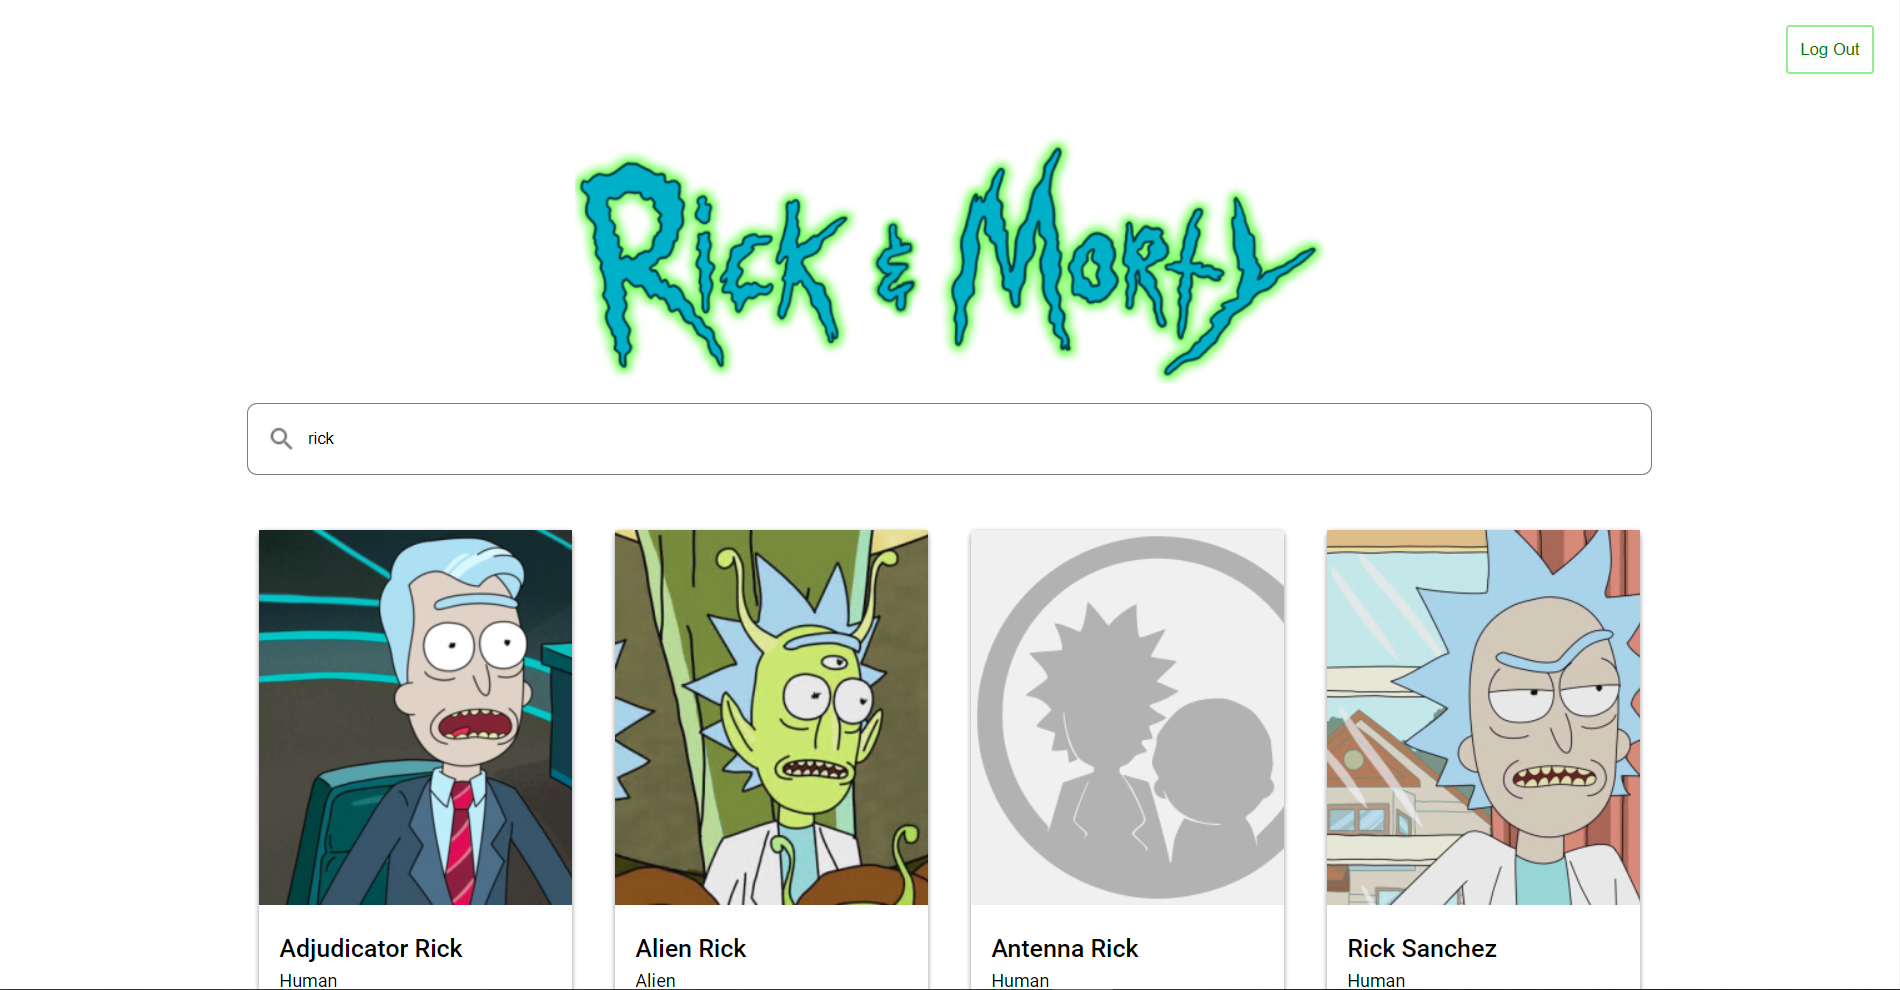 Log Out
Rick & Morty
rick
Adjudicator Rick
Human
Alien Rick
Alien
Antenna Rick
Human
Rick Sanchez
Human